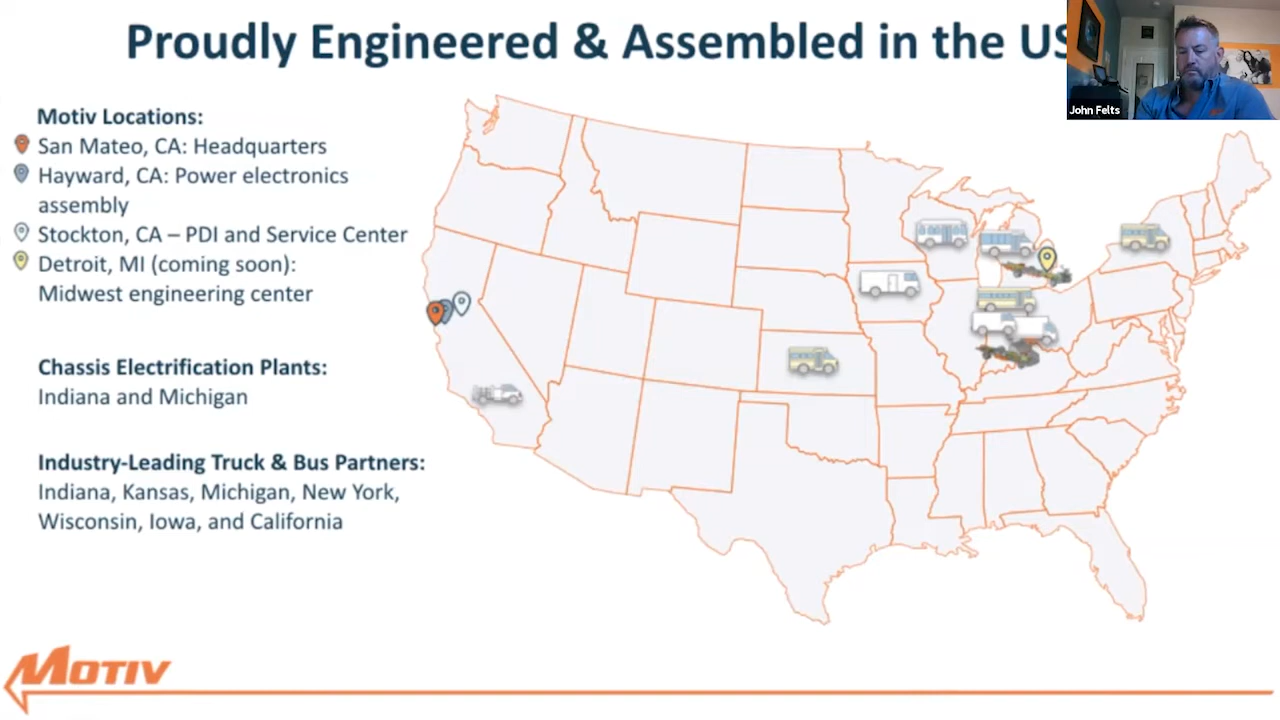 Proudly Engineered & Assembled in the US
John Felts
Motiv Locations:
San Mateo, CA: Headquarters
Hayward, CA: Power electronics
assembly
Stockton, CA – PDI and Service Center
Detroit, MI (coming soon):
Midwest engineering center
Chassis Electrification Plants:
Indiana and Michigan
Industry-Leading Truck & Bus Partners:
Indiana, Kansas, Michigan, New York,
Wisconsin, Iowa, and California
MOTIV